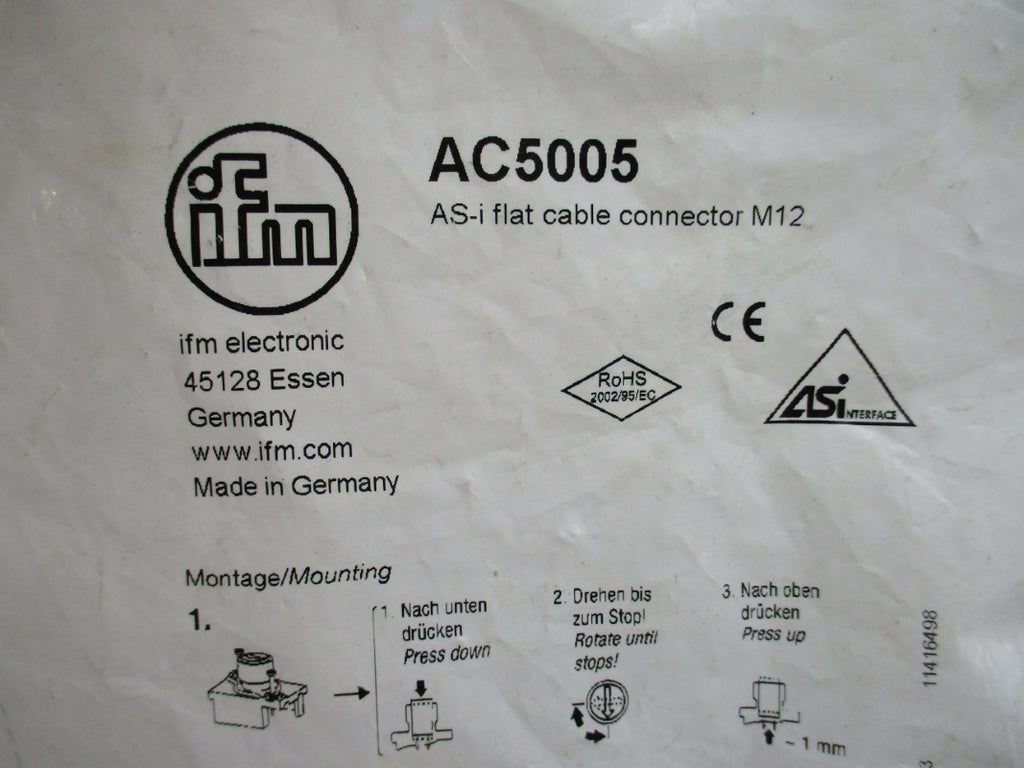 ifm
AC5005
AS-i flat cable connector M12
CE
ifm electronic
45128 Essen
Germany
www.ifm.com
Made in Germany
RoHS
2002/95/EC
ASi
NTERFACE
Montage/Mounting
1.
1. Nach unten
drücken
Press down
2. Drehen bis
zum Stop!
Rotate until
stops!
3. Nach oben
drücken
Press up
~ 1 mm
11416498